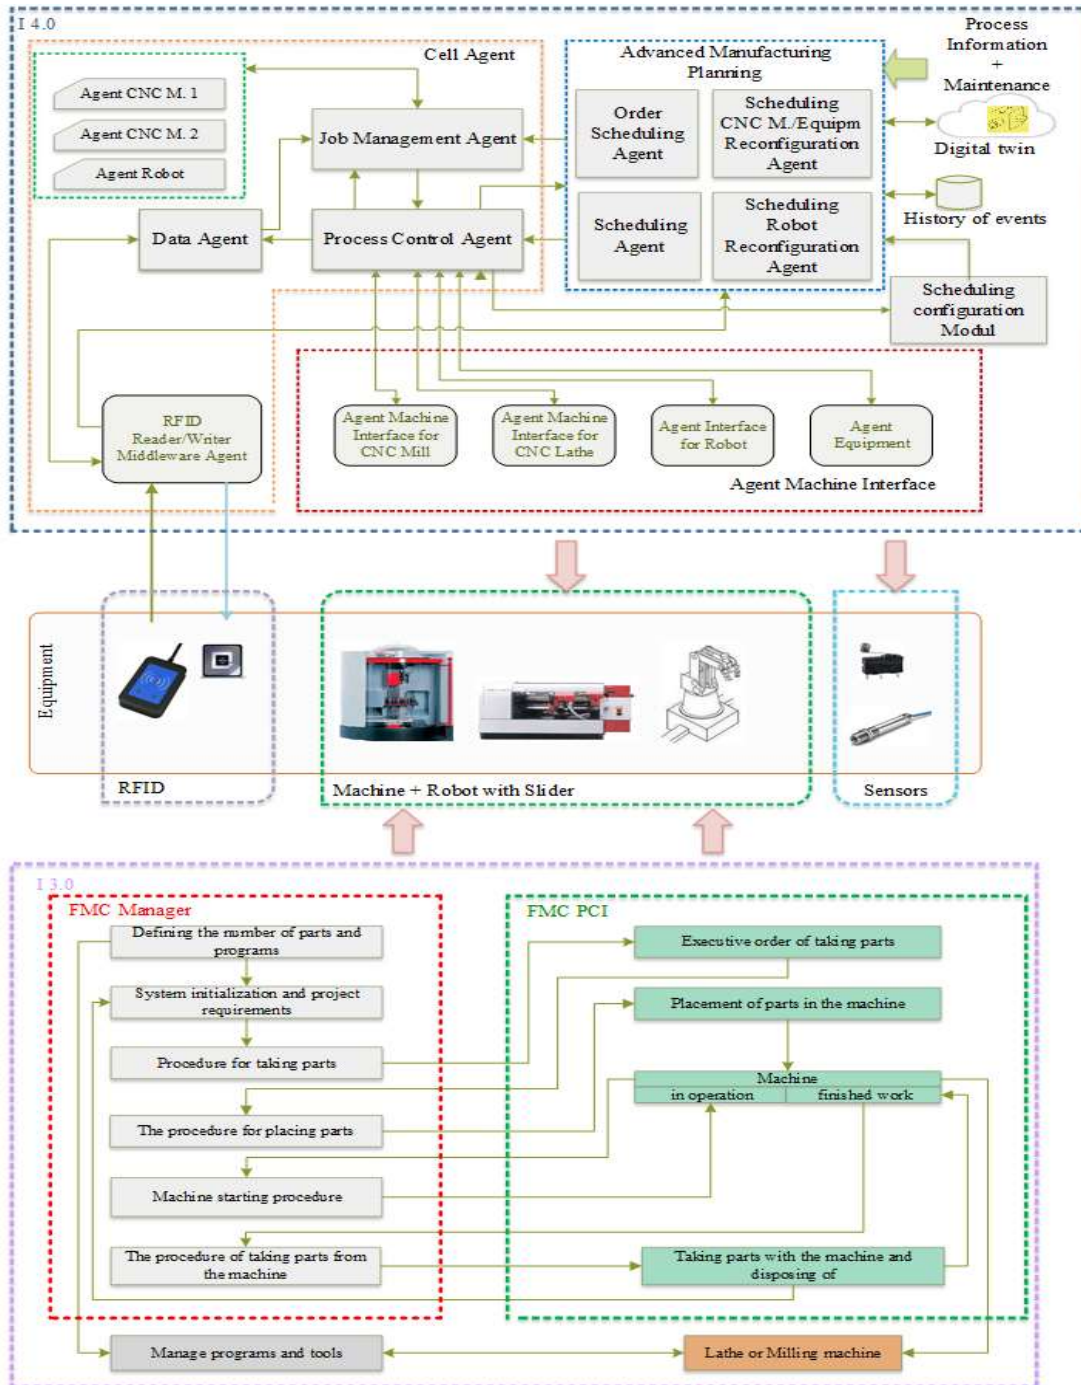 I 4.0
Cell Agent
Agent CNC M. 1
Agent CNC M. 2
Agent Robot
Job Management Agent
Data Agent
Process Control Agent
Advanced Manufacturing
Planning
Order
Scheduling
Agent
Scheduling
CNC M./Equipm
Reconfiguration
Agent
Scheduling
Agent
Scheduling
Robot
Reconfiguration
Agent
Process
Information
+
Maintenance
Digital twin
History of events
Scheduling
configuration
Modul
RFID
Reader/Writer
Middleware Agent
Agent Machine
Interface for
CNC Mill
Agent Machine
Interface for
CNC Lathe
Agent Interface
for Robot
Agent
Equipment
Agent Machine Interface
Equipment
RFID
Machine + Robot with Slider
Sensors
I 3.0
FMC Manager
Defining the number of parts and
programs
System initialization and project
requirements
Procedure for taking parts
The procedure for placing parts
Machine starting procedure
The procedure of taking parts from
the machine
FMC PCI
Executive order of taking parts
Placement of parts in the machine
Machine
in operation
finished work
Taking parts with the machine and
disposing of
Manage programs and tools
Lathe or Milling machine